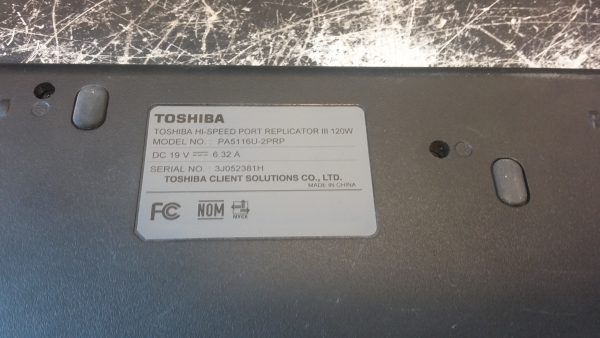 TOSHIBA
TOSHIBA HI-SPEED PORT REPLICATOR III 120W
MODEL NO. : PA5116U-2PRP
DC 19 V 6.32 A
SERIAL NO. : 3J052381H
TOSHIBA CLIENT SOLUTIONS CO., LTD.
MADE IN CHINA
FC NOM NYCE